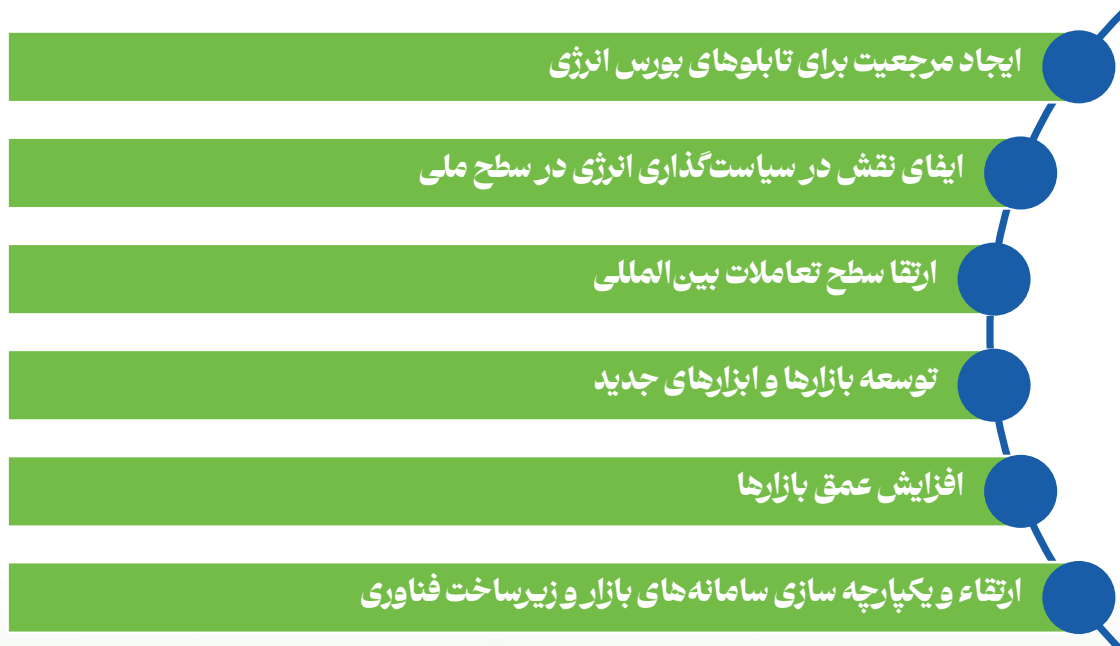 ایجاد مرجعیت برای تابلوهای بورس انرژی
ایفای نقش در سیاست‌گذاری انرژی در سطح ملی
ارتقا سطح تعاملات بین‌المللی
توسعه بازارها و ابزارهای جدید
افزایش عمق بازارها
ارتقاء و یکپارچه سازی سامانه‌های بازار و زیرساخت فناوری